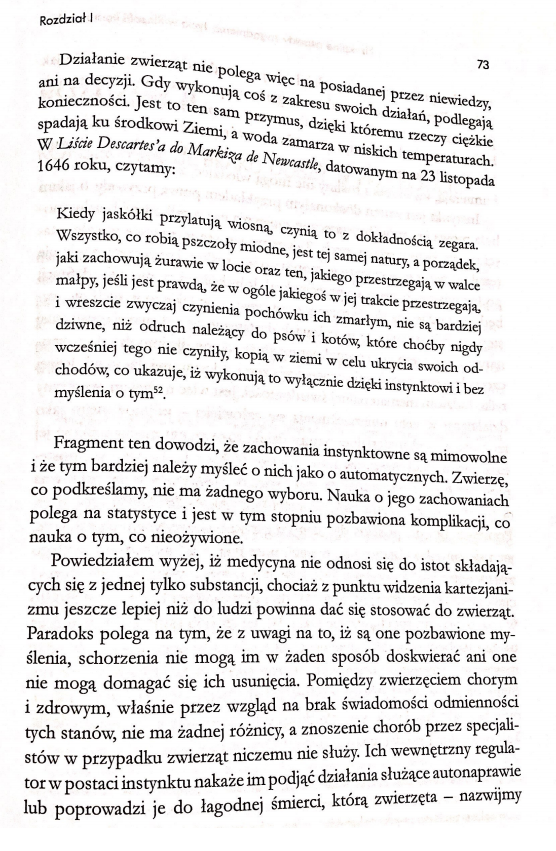 Rozdział I
73
Działanie zwierząt nie polega więc na posiadanej przez niewiedzy,
ani na decyzji. Gdy wykonują coś z zakresu swoich działań, podlegają
konieczności. Jest to ten sam przymus, dzięki któremu rzeczy ciężkie
spadają ku środkowi Ziemi, a woda zamarza w niskich temperaturach.
W Liście Descartes'a do Markiza de Newcastle, datowanym na 23 listopada
1646 roku, czytamy:
Kiedy jaskółki przylatują wiosną, czynią to z dokładnością zegara.
Wszystko, co robią pszczoły miodne, jest tej samej natury, a porządek,
jaki zachowują żurawie w locie oraz ten, jakiego przestrzegają w walce
małpy, jeśli jest prawdą, że w ogóle jakiegoś w jej trakcie przestrzegają,
i wreszcie zwyczaj czynienia pochówku ich zmarłym, nie są bardziej
dziwne, niż odruch należący do psów i kotów, które choćby nigdy
wcześniej tego nie czyniły, kopią w ziemi w celu ukrycia swoich od-
chodów, co ukazuje, iż wykonują to wyłącznie dzięki instynktowi i bez
myślenia o tym⁵².
Fragment ten dowodzi, że zachowania instynktowne są mimowolne
i że tym bardziej należy myśleć o nich jako o automatycznych. Zwierzę,
co podkreślamy, nie ma żadnego wyboru. Nauka o jego zachowaniach
polega na statystyce i jest w tym stopniu pozbawiona komplikacji, co
nauka o tym, co nieożywione.
Powiedziałem wyżej, iż medycyna nie odnosi się do istot składają-
cych się z jednej tylko substancji, chociaż z punktu widzenia kartezjani-
zmu jeszcze lepiej niż do ludzi powinna dać się stosować do zwierząt.
Paradoks polega na tym, że z uwagi na to, iż są one pozbawione my-
ślenia, schorzenia nie mogą im w żaden sposób doskwierać ani one
nie mogą domagać się ich usunięcia. Pomiędzy zwierzęciem chorym
i zdrowym, właśnie przez wzgląd na brak świadomości odmienności
tych stanów, nie ma żadnej różnicy, a znoszenie chorób przez specjali-
stów w przypadku zwierząt niczemu nie służy. Ich wewnętrzny regula-
tor w postaci instynktu nakaże im podjąć działania służące autonaprawie
lub poprowadzi je do łagodnej śmierci, którą zwierzęta – nazwijmy